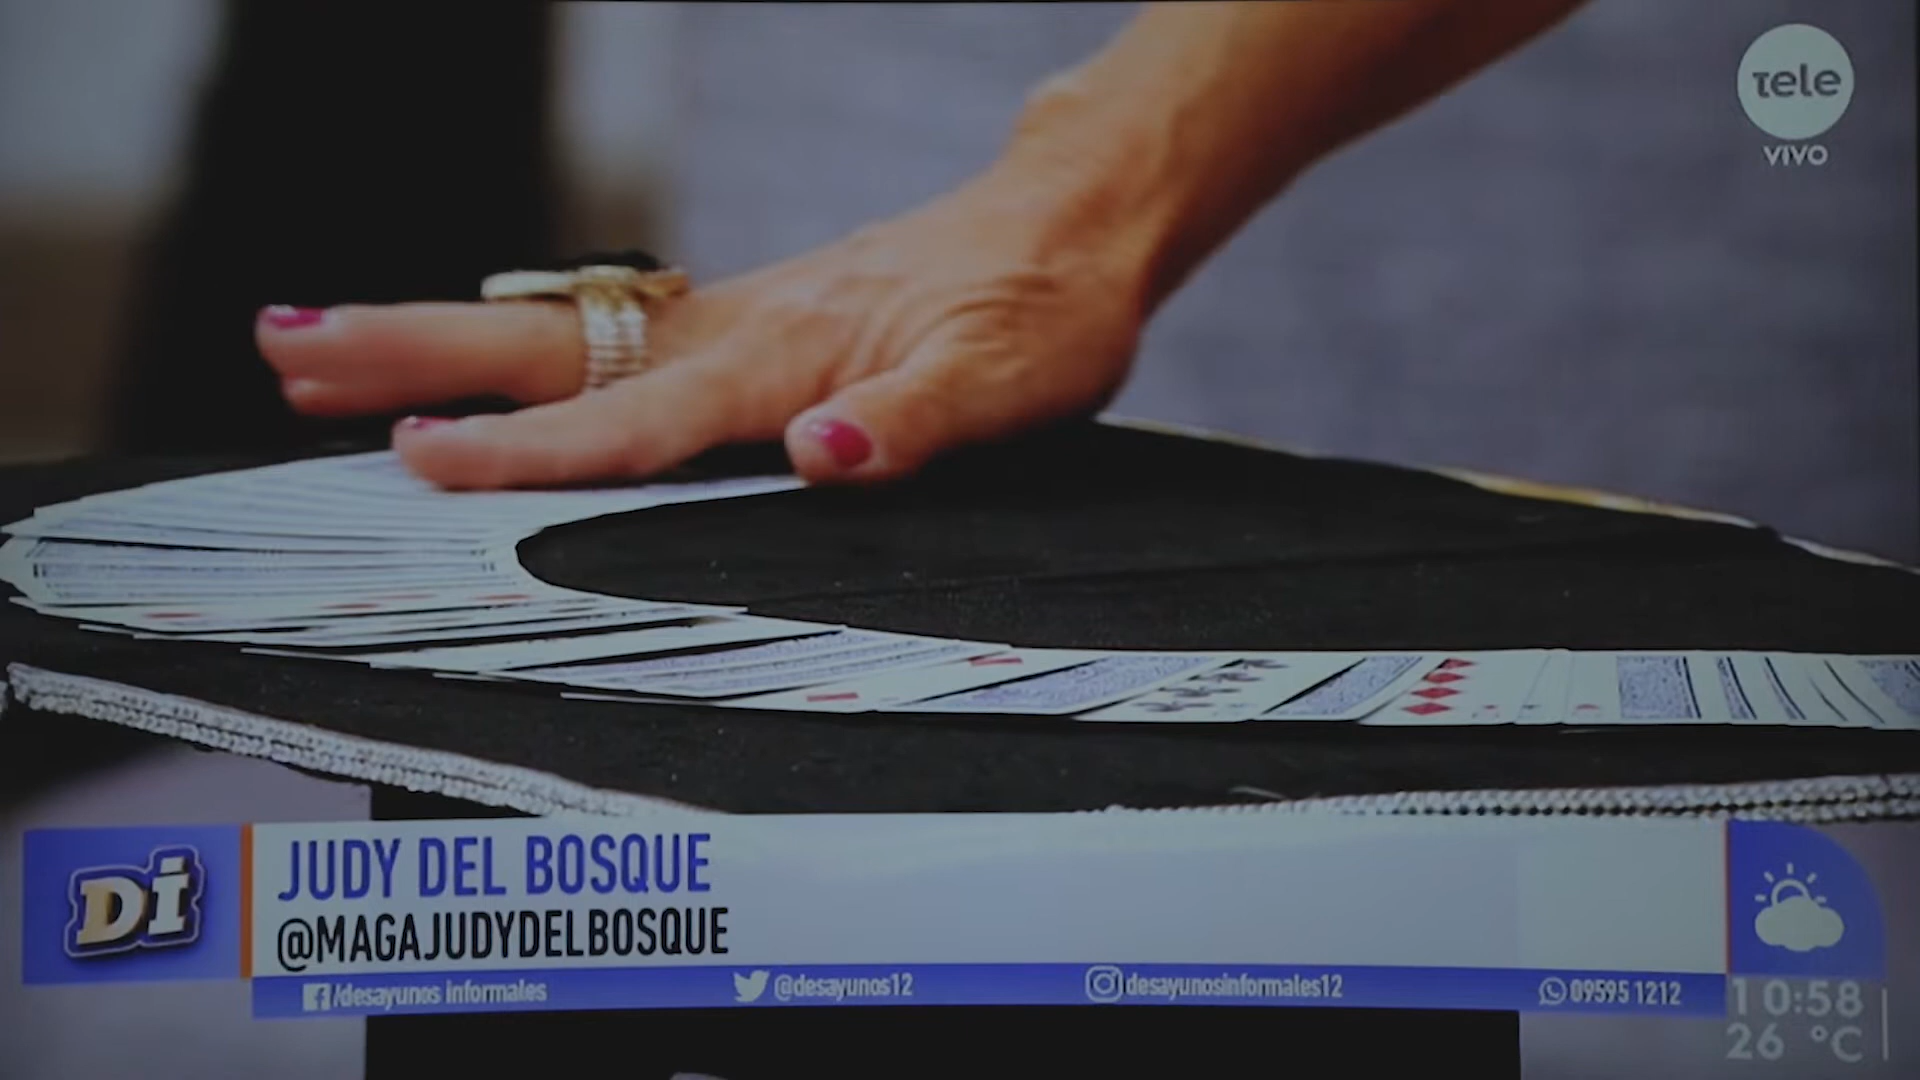 Tele
VIVO
Di
JUDY DEL BOSQUE
@MAGAJUDYDELBOSQUE
/desayunos informales
@desayunos12
desayunosinformales12
09595 1212
10:58
26 °C